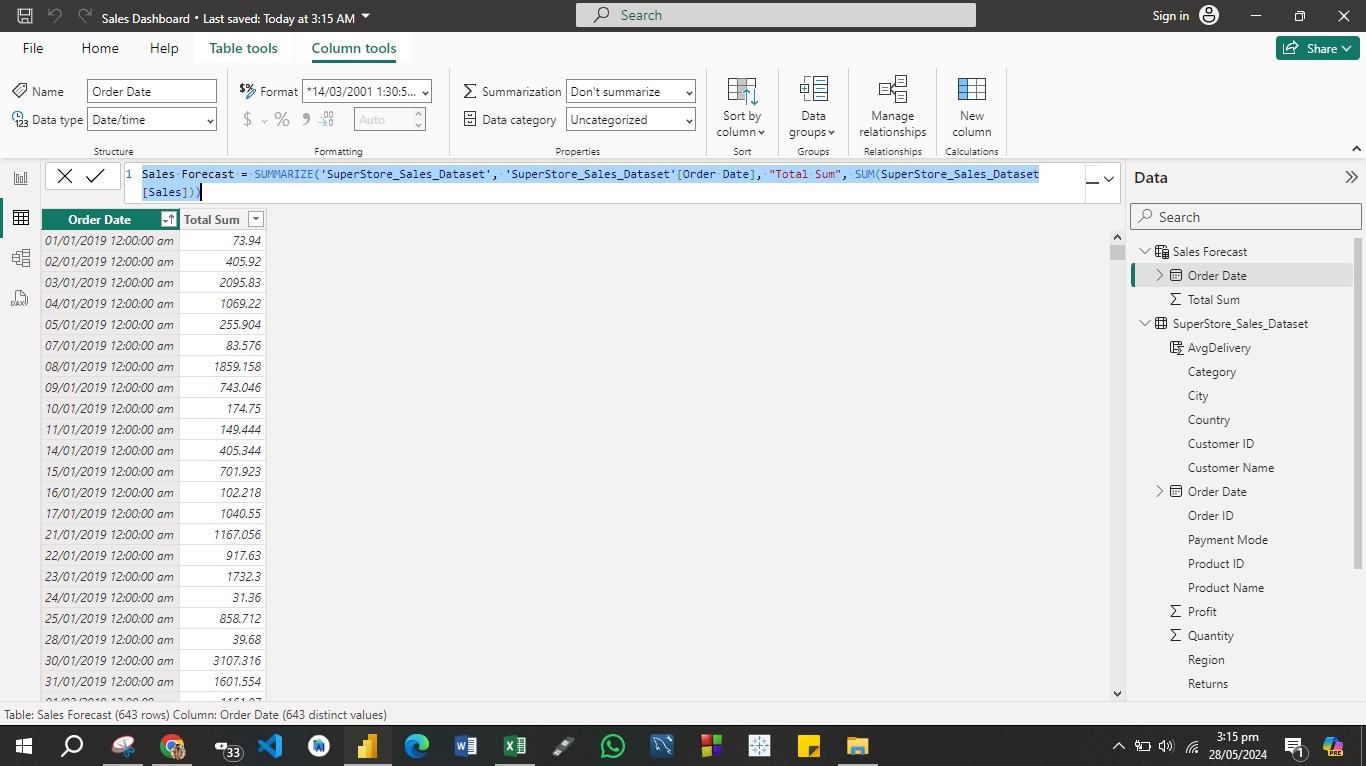 Sales Dashboard • Last saved: Today at 3:15 AM
Search
Sign in
File Home Help Table tools Column tools
Share
Name Order Date
Data type Date/time
Structure
Format *14/03/2001 1:30:5...
$ % Auto
Formatting
Summarization Don't summarize
Data category Uncategorized
Properties
Sort by
column
Sort
Data
groups
Groups
Manage
relationships
Relationships
New
column
Calculations
1 Sales Forecast = SUMMARIZE('SuperStore_Sales_Dataset', 'SuperStore_Sales_Dataset'[Order Date], "Total Sum", SUM(SuperStore_Sales_Dataset
[Sales]))
Order Date Total Sum
01/01/2019 12:00:00 am 73.94
02/01/2019 12:00:00 am 405.92
03/01/2019 12:00:00 am 2095.83
04/01/2019 12:00:00 am 1069.22
05/01/2019 12:00:00 am 255.904
07/01/2019 12:00:00 am 83.576
08/01/2019 12:00:00 am 1859.158
09/01/2019 12:00:00 am 743.046
10/01/2019 12:00:00 am 174.75
11/01/2019 12:00:00 am 149.444
14/01/2019 12:00:00 am 405.344
15/01/2019 12:00:00 am 701.923
16/01/2019 12:00:00 am 102.218
17/01/2019 12:00:00 am 1040.55
21/01/2019 12:00:00 am 1167.056
22/01/2019 12:00:00 am 917.63
23/01/2019 12:00:00 am 1732.3
24/01/2019 12:00:00 am 31.36
25/01/2019 12:00:00 am 858.712
28/01/2019 12:00:00 am 39.68
30/01/2019 12:00:00 am 3107.316
31/01/2019 12:00:00 am 1601.554
Data
Search
Sales Forecast
Order Date
Total Sum
SuperStore_Sales_Dataset
AvgDelivery
Category
City
Country
Customer ID
Customer Name
Order Date
Order ID
Payment Mode
Product ID
Product Name
Profit
Quantity
Region
Returns
Table: Sales Forecast (643 rows) Column: Order Date (643 distinct values)
33
3:15 pm
28/05/2024
1
PRE